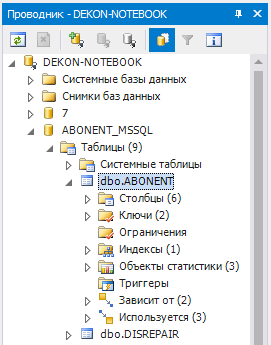 Проводник - DEKON-NOTEBOOK
DEKON-NOTEBOOK
Системные базы данных
Снимки баз данных
7
ABONENT_MSSQL
Таблицы (9)
Системные таблицы
dbo.ABONENT
Столбцы (6)
Ключи (2)
Ограничения
Индексы (1)
Объекты статистики (3)
Триггеры
Зависит от (2)
Используется (3)
dbo.DISREPAIR